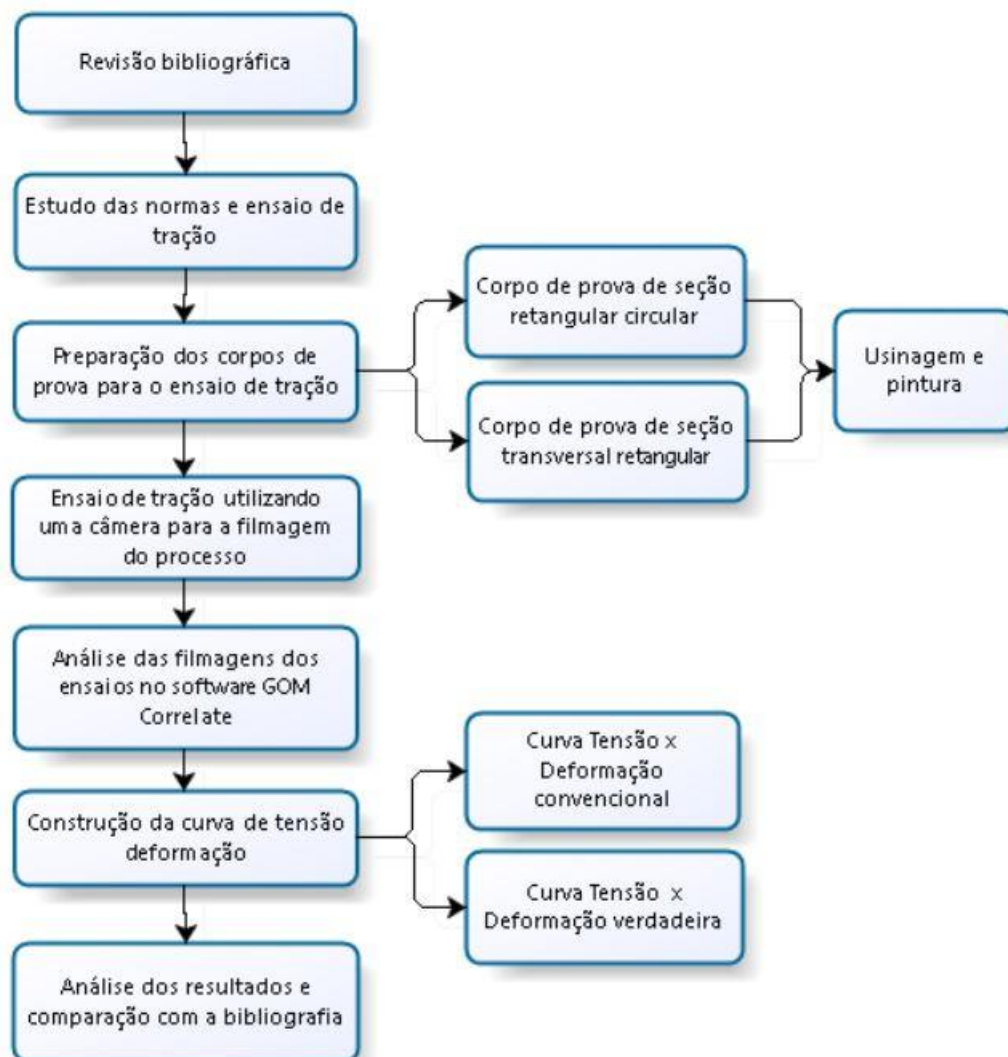 Revisão bibliográfica
Estudo das normas e ensaio de
tração
Preparação dos corpos de
prova para o ensaio de tração
Corpo de prova de seção
retangular circular
Corpo de prova de seção
transversal retangular
Usinagem e
pintura
Ensaio de tração utilizando
uma câmera para a filmagem
do processo
Análise das filmagens dos
ensaios no software GOM
Correlate
Construção da curva de tensão
deformação
Curva Tensão x
Deformação
convencional
Curva Tensão x
Deformação verdadeira
Análise dos resultados e
comparação com a bibliografia